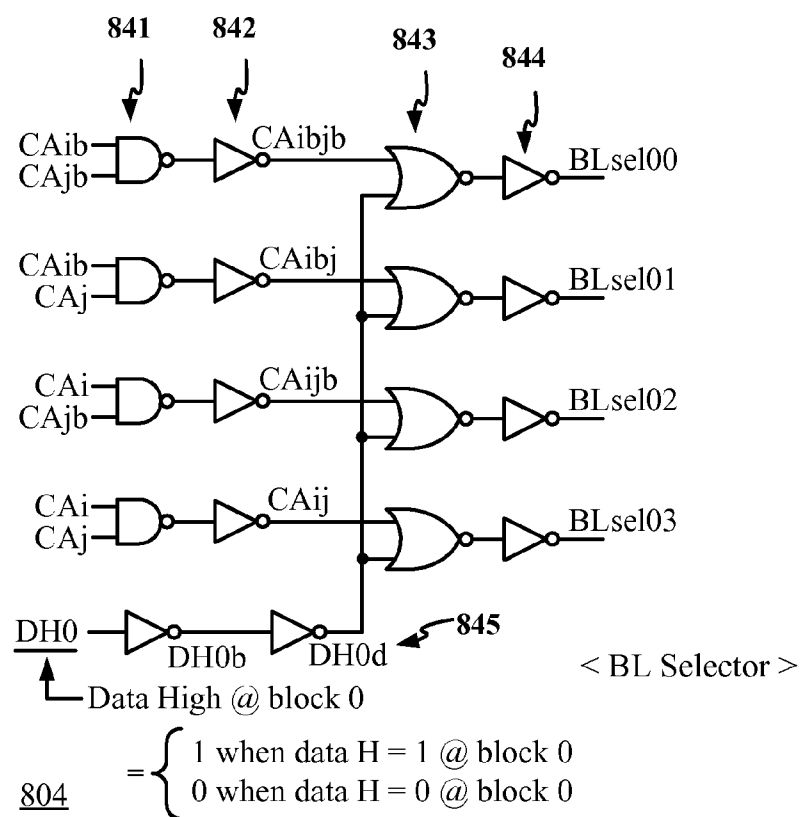 841
842
843
844
CAib
CAjb
CAibjb
BLsel00
CAib
CAj
CAibj
BLsel01
CAi
CAjb
CAijb
BLsel02
CAi
CAj
CAij
BLsel03
DH0
DH0b
DH0d
845
< BL Selector >
Data High @ block 0
= { 1 when data H = 1 @ block 0
0 when data H = 0 @ block 0
804